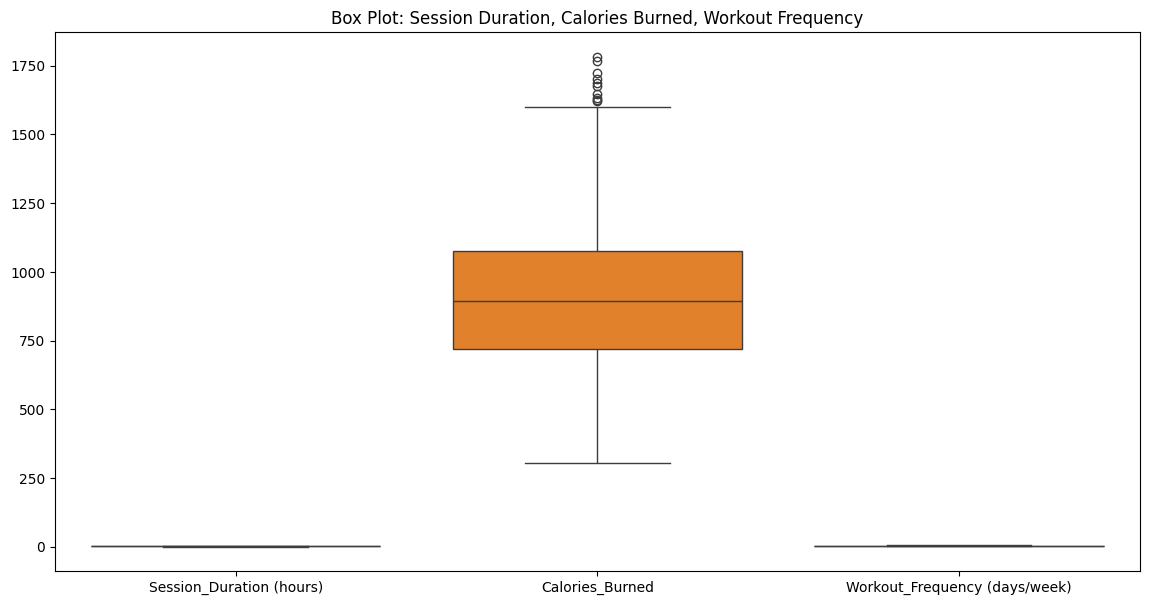 Box Plot: Session Duration, Calories Burned, Workout Frequency
1750
1500
1250
1000
750
500
250
0
Session_Duration (hours)
Calories_Burned
Workout_Frequency (days/week)